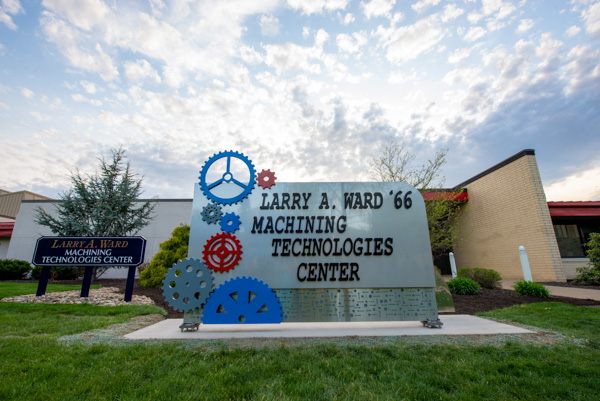 LARRY A. WARD
MACHINING
TECHNOLOGIES CENTER
LARRY A. WARD '66
MACHINING
TECHNOLOGIES
CENTER